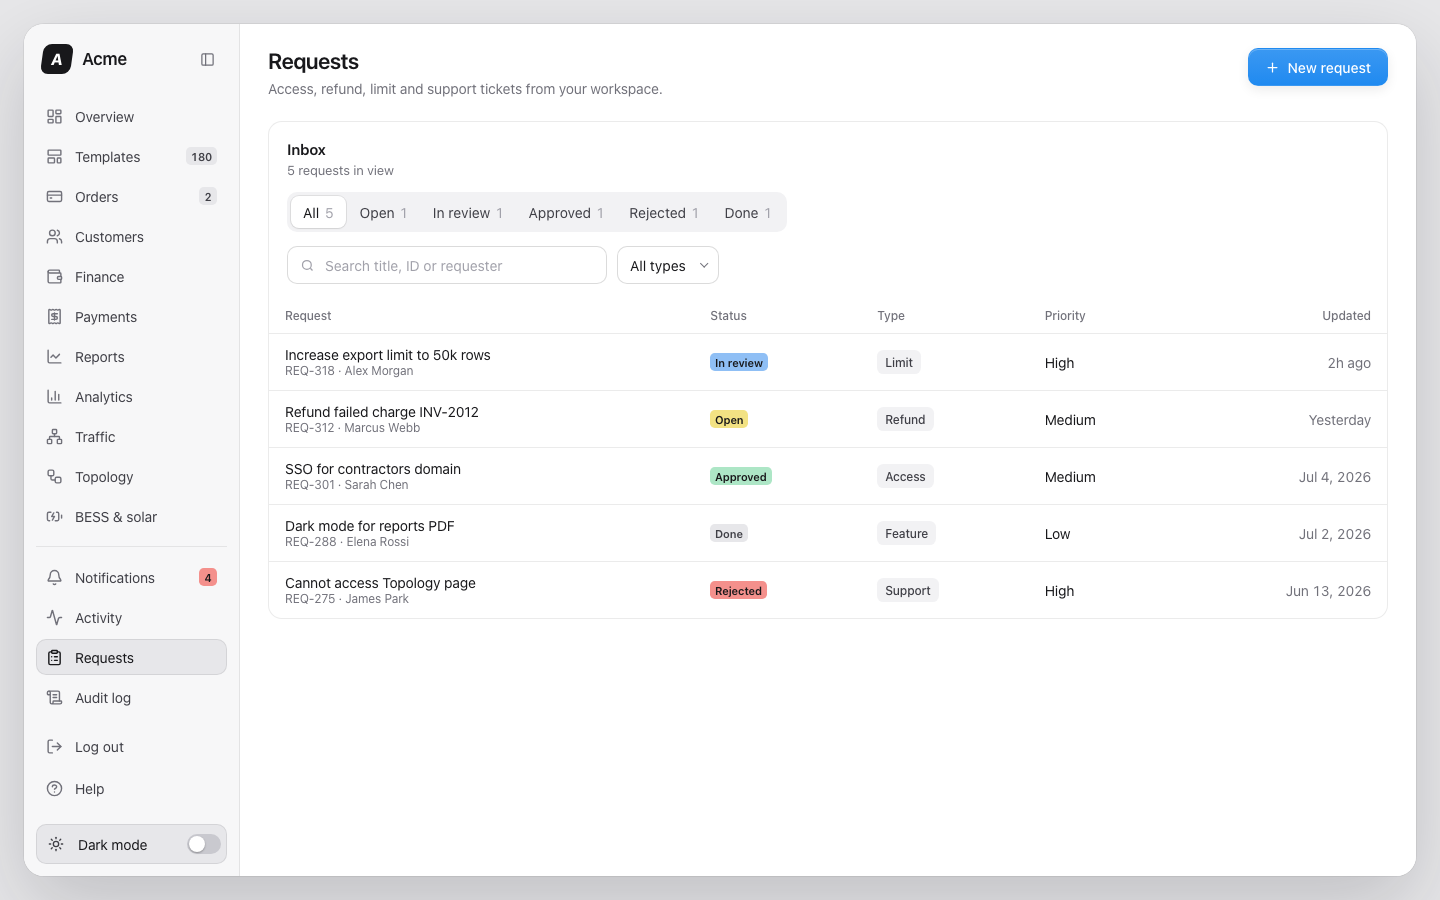 A Acme
Overview
Templates 180
Orders 2
Customers
Finance
Payments
Reports
Analytics
Traffic
Topology
BESS & solar
Notifications 4
Activity
Requests
Audit log
Log out
Help
Dark mode
Requests
Access, refund, limit and support tickets from your workspace.
+ New request
Inbox
5 requests in view
All 5 Open 1 In review 1 Approved 1 Rejected 1 Done 1
Search title, ID or requester All types
Request Status Type Priority Updated
Increase export limit to 50k rows
REQ-318 · Alex Morgan
In review Limit High 2h ago
Refund failed charge INV-2012
REQ-312 · Marcus Webb
Open Refund Medium Yesterday
SSO for contractors domain
REQ-301 · Sarah Chen
Approved Access Medium Jul 4, 2026
Dark mode for reports PDF
REQ-288 · Elena Rossi
Done Feature Low Jul 2, 2026
Cannot access Topology page
REQ-275 · James Park
Rejected Support High Jun 13, 2026